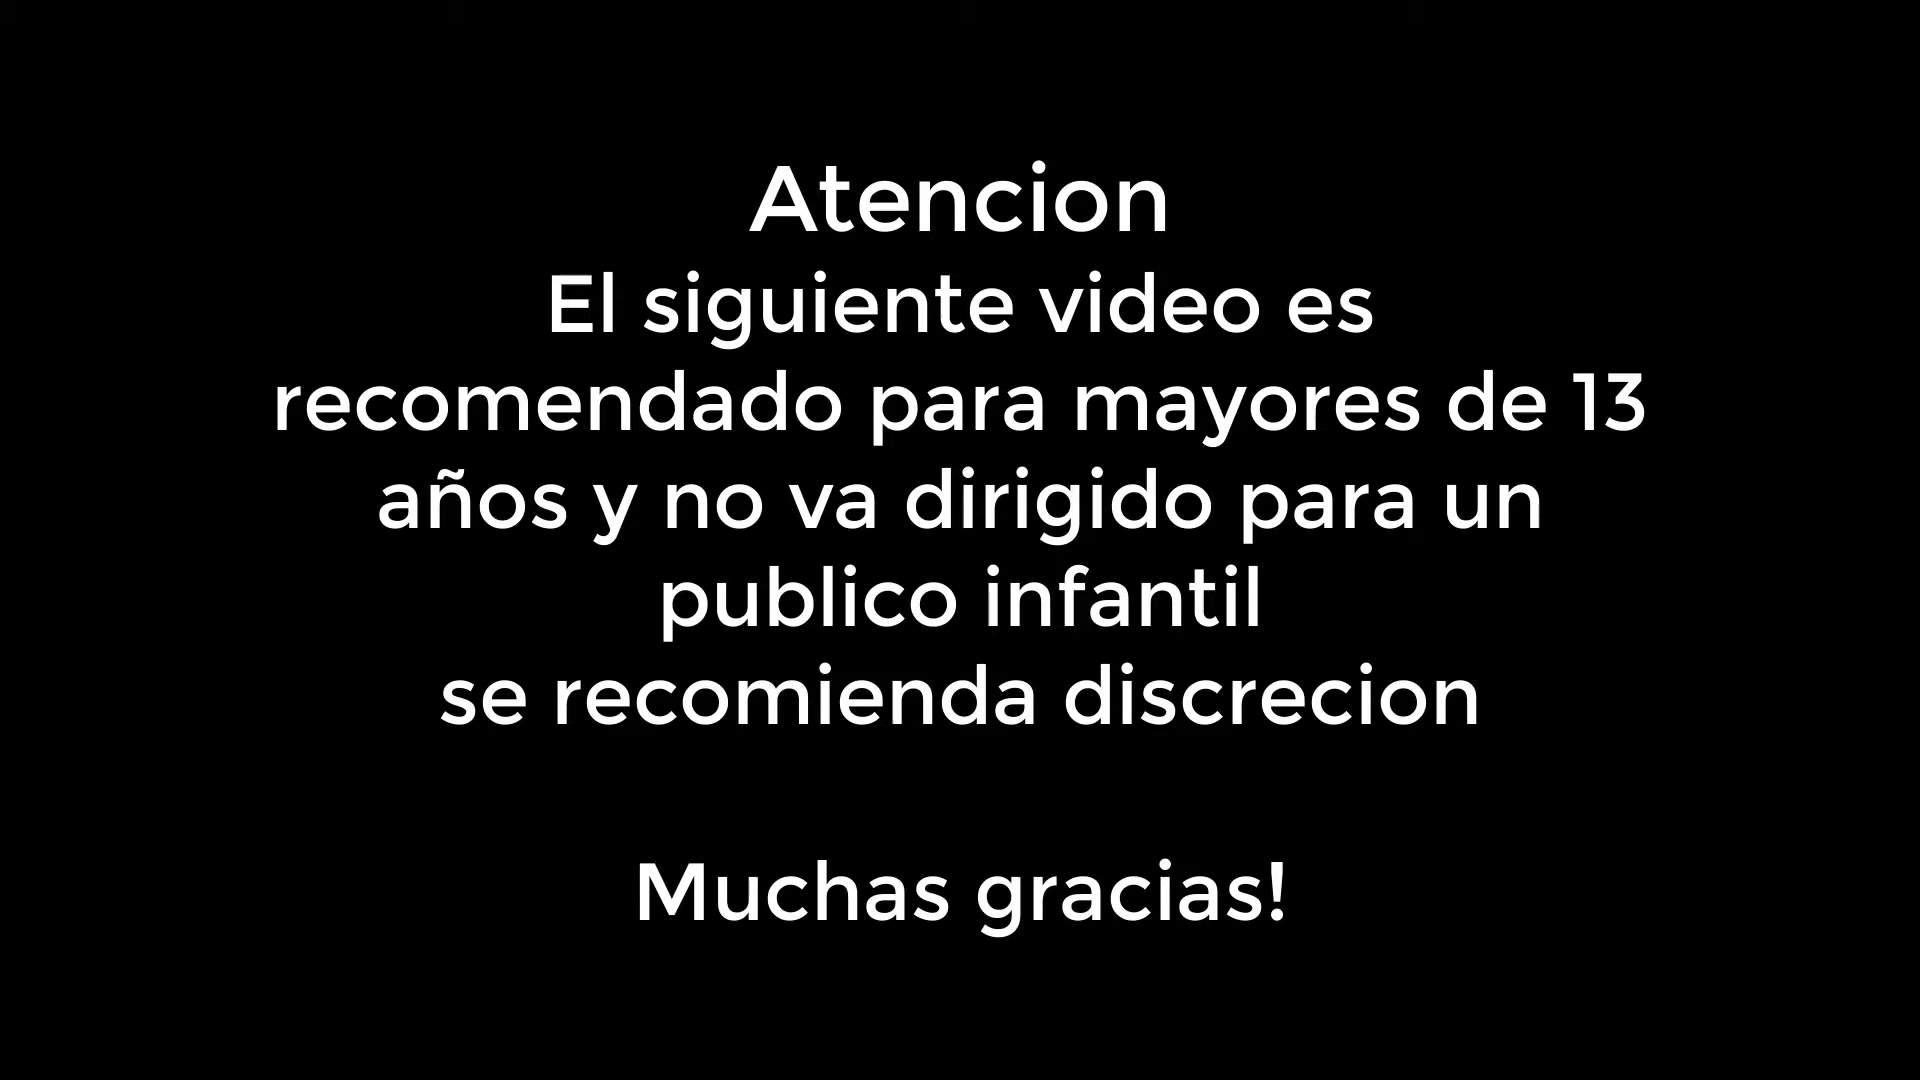 Atencion
El siguiente video es
recomendado para mayores de 13
años y no va dirigido para un
publico infantil
se recomienda discrecion
Muchas gracias!